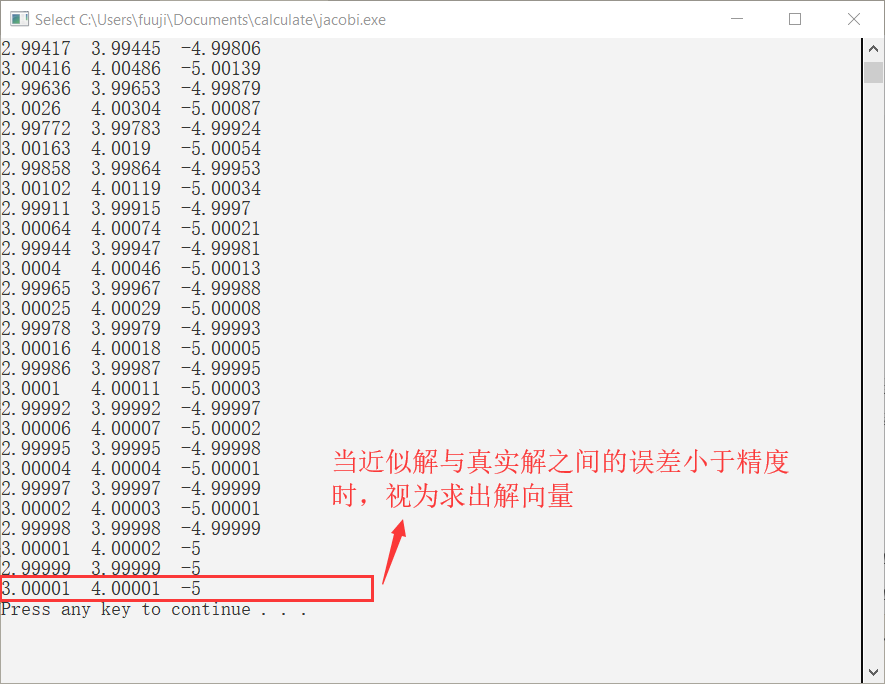 Select C:\Users\fuuji\Documents\calculate\jacobi.exe
2.99417  3.99445  -4.99806
3.00416  4.00486  -5.00139
2.99636  3.99653  -4.99879
3.0026   4.00304  -5.00087
2.99772  3.99783  -4.99924
3.00163  4.0019   -5.00054
2.99858  3.99864  -4.99953
3.00102  4.00119  -5.00034
2.99911  3.99915  -4.9997
3.00064  4.00074  -5.00021
2.99944  3.99947  -4.99981
3.0004   4.00046  -5.00013
2.99965  3.99967  -4.99988
3.00025  4.00029  -5.00008
2.99978  3.99979  -4.99993
3.00016  4.00018  -5.00005
2.99986  3.99987  -4.99995
3.0001   4.00011  -5.00003
2.99992  3.99992  -4.99997
3.00006  4.00007  -5.00002
2.99995  3.99995  -4.99998
3.00004  4.00004  -5.00001
2.99997  3.99997  -4.99999
3.00002  4.00003  -5.00001
2.99998  3.99998  -4.99999
3.00001  4.00002  -5
2.99999  3.99999  -5
3.00001  4.00001  -5
Press any key to continue . . .
当近似解与真实解之间的误差小于精度
时，视为求出解向量